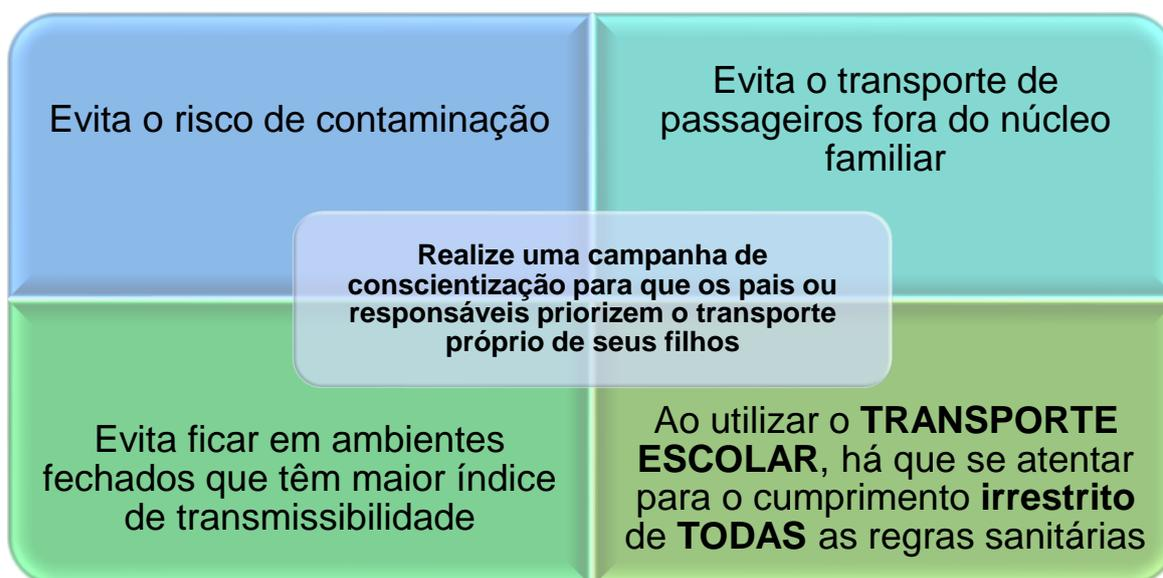 Evita o risco de contaminação
Evita o transporte de
passageiros fora do núcleo
familiar
Realize uma campanha de
conscientização para que os pais ou
responsáveis priorizem o transporte
próprio de seus filhos
Evita ficar em ambientes
fechados que têm maior índice
de transmissibilidade
Ao utilizar o TRANSPORTE
ESCOLAR, há que se atentar
para o cumprimento irrestrito
de TODAS as regras sanitárias